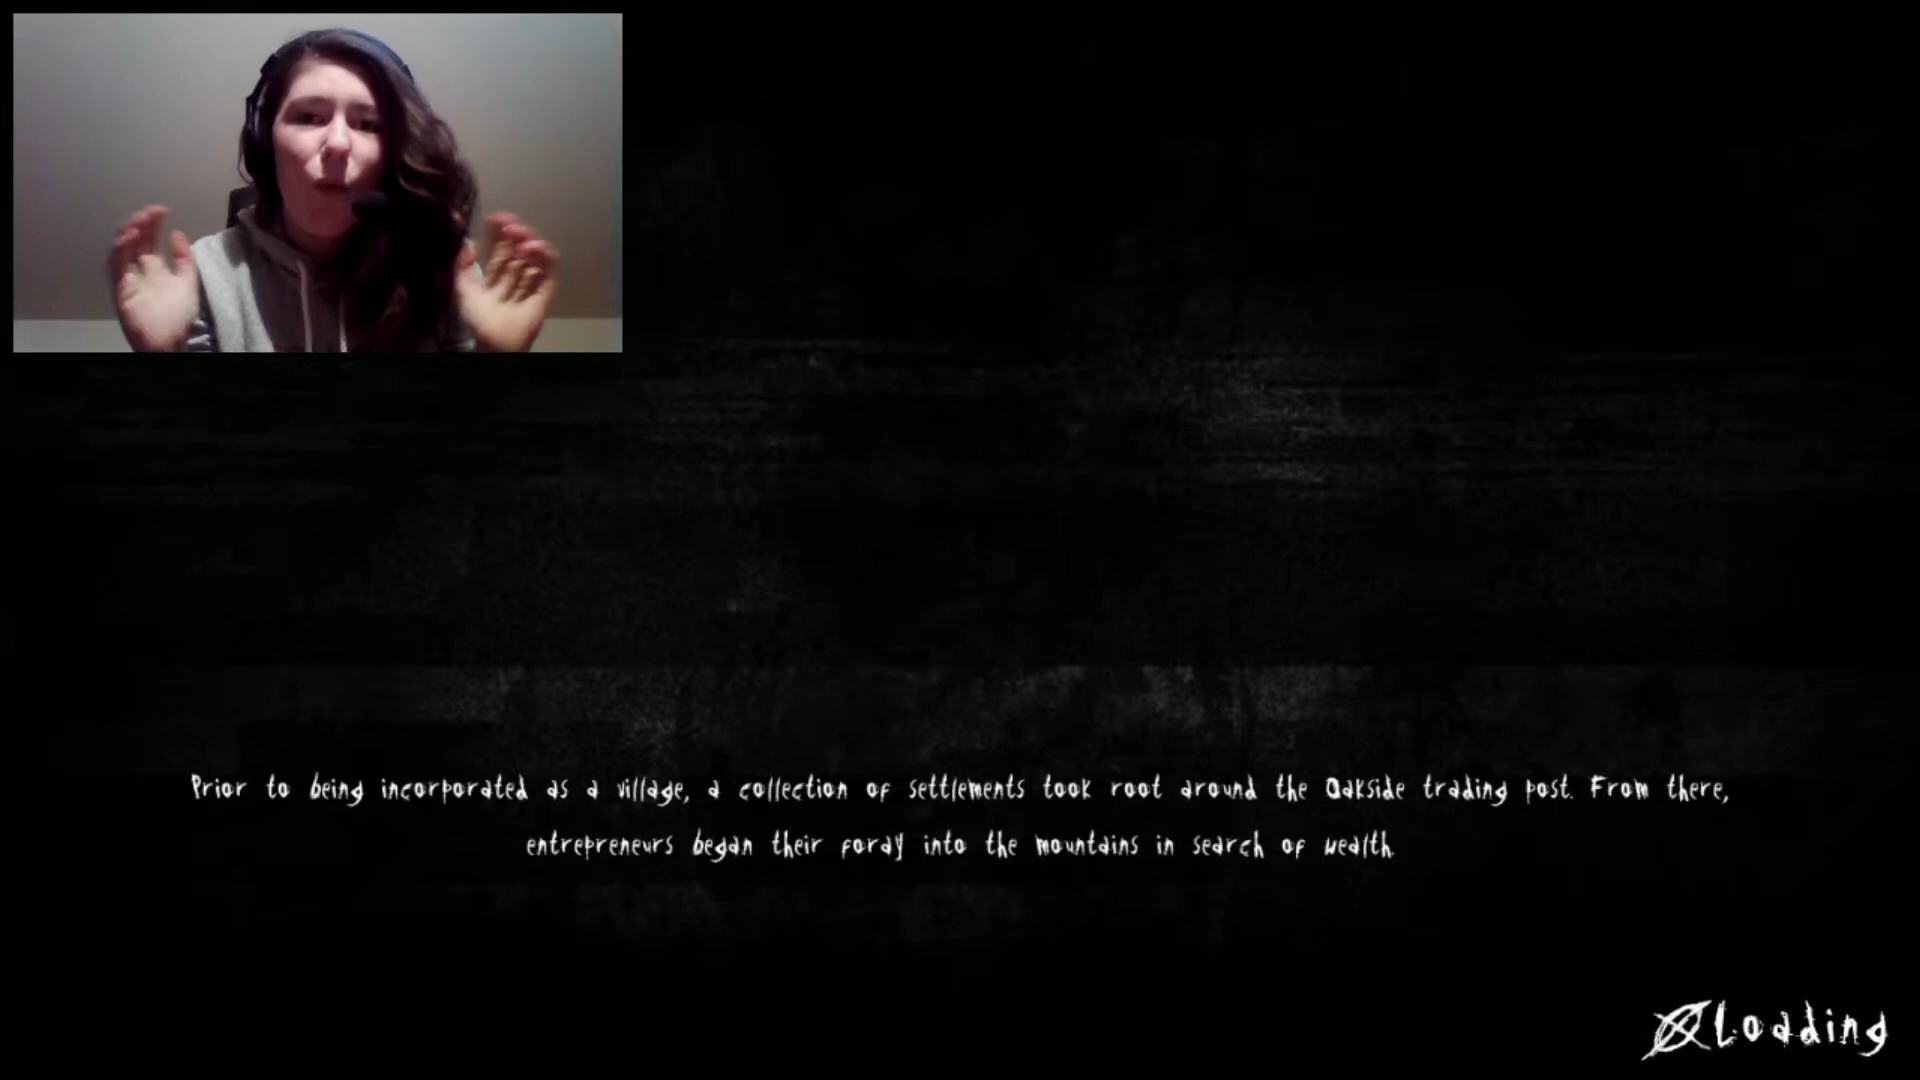 Prior to being incorporated as a village, a collection of settlements took root around the Oakside trading post. From there,
entrepreneurs began their foray into the mountains in search of wealth.
Loading